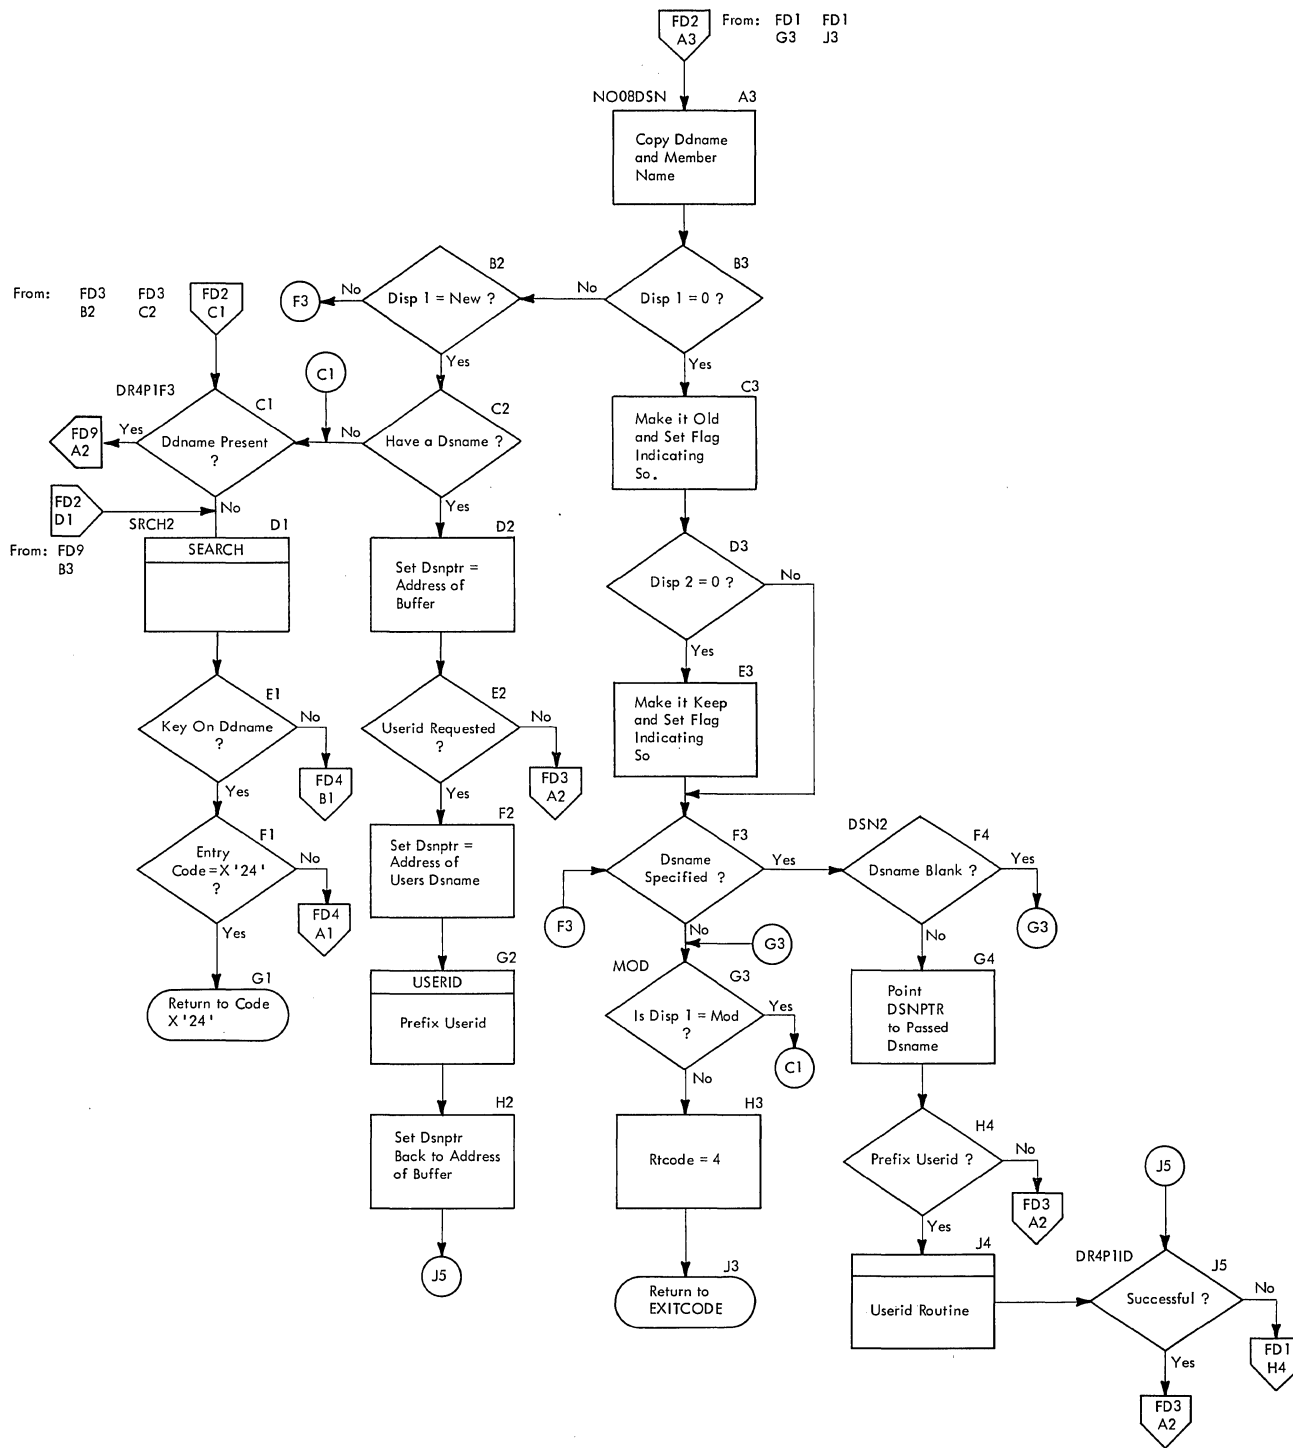 FD2
A3
From: FD1 FD1
G3 J3
NO08DSN
A3
Copy Ddname
and Member
Name
B2
Disp 1 = New ?
No
F3
Yes
B3
Disp 1 = 0 ?
No
Yes
From: FD3 FD3
B2 C2
FD2
C1
C1
DR4P1F3
C1
Ddname Present
?
Yes
FD9
A2
No
C2
Have a Dsname ?
No
Yes
C3
Make it Old
and Set Flag
Indicating
So.
FD2
D1
From: FD9
B3
SRCH2
D1
SEARCH
D2
Set Dsnptr =
Address of
Buffer
D3
Disp 2 = 0 ?
No
Yes
E1
Key On Ddname
?
No
FD4
B1
Yes
E2
Userid Requested
?
No
FD3
A2
Yes
E3
Make it Keep
and Set Flag
Indicating
So
F1
Entry
Code = X '24'
?
No
FD4
A1
Yes
F2
Set Dsnptr =
Address of
Users Dsname
F3
Dsname
Specified ?
Yes
F3
No
G3
DSN2
F4
Dsname Blank ?
Yes
G3
No
G1
Return to Code
X '24'
G2
USERID
Prefix Userid
MOD
G3
Is Disp 1 = Mod
?
Yes
C1
No
G4
Point
DSNPTR
to Passed
Dsname
H2
Set Dsnptr
Back to Address
of Buffer
J5
H3
Rtcode = 4
H4
Prefix Userid ?
No
FD3
A2
Yes
J3
Return to
EXITCODE
J4
Userid Routine
J5
DR4P1ID
J5
Successful ?
No
FD1
H4
Yes
FD3
A2